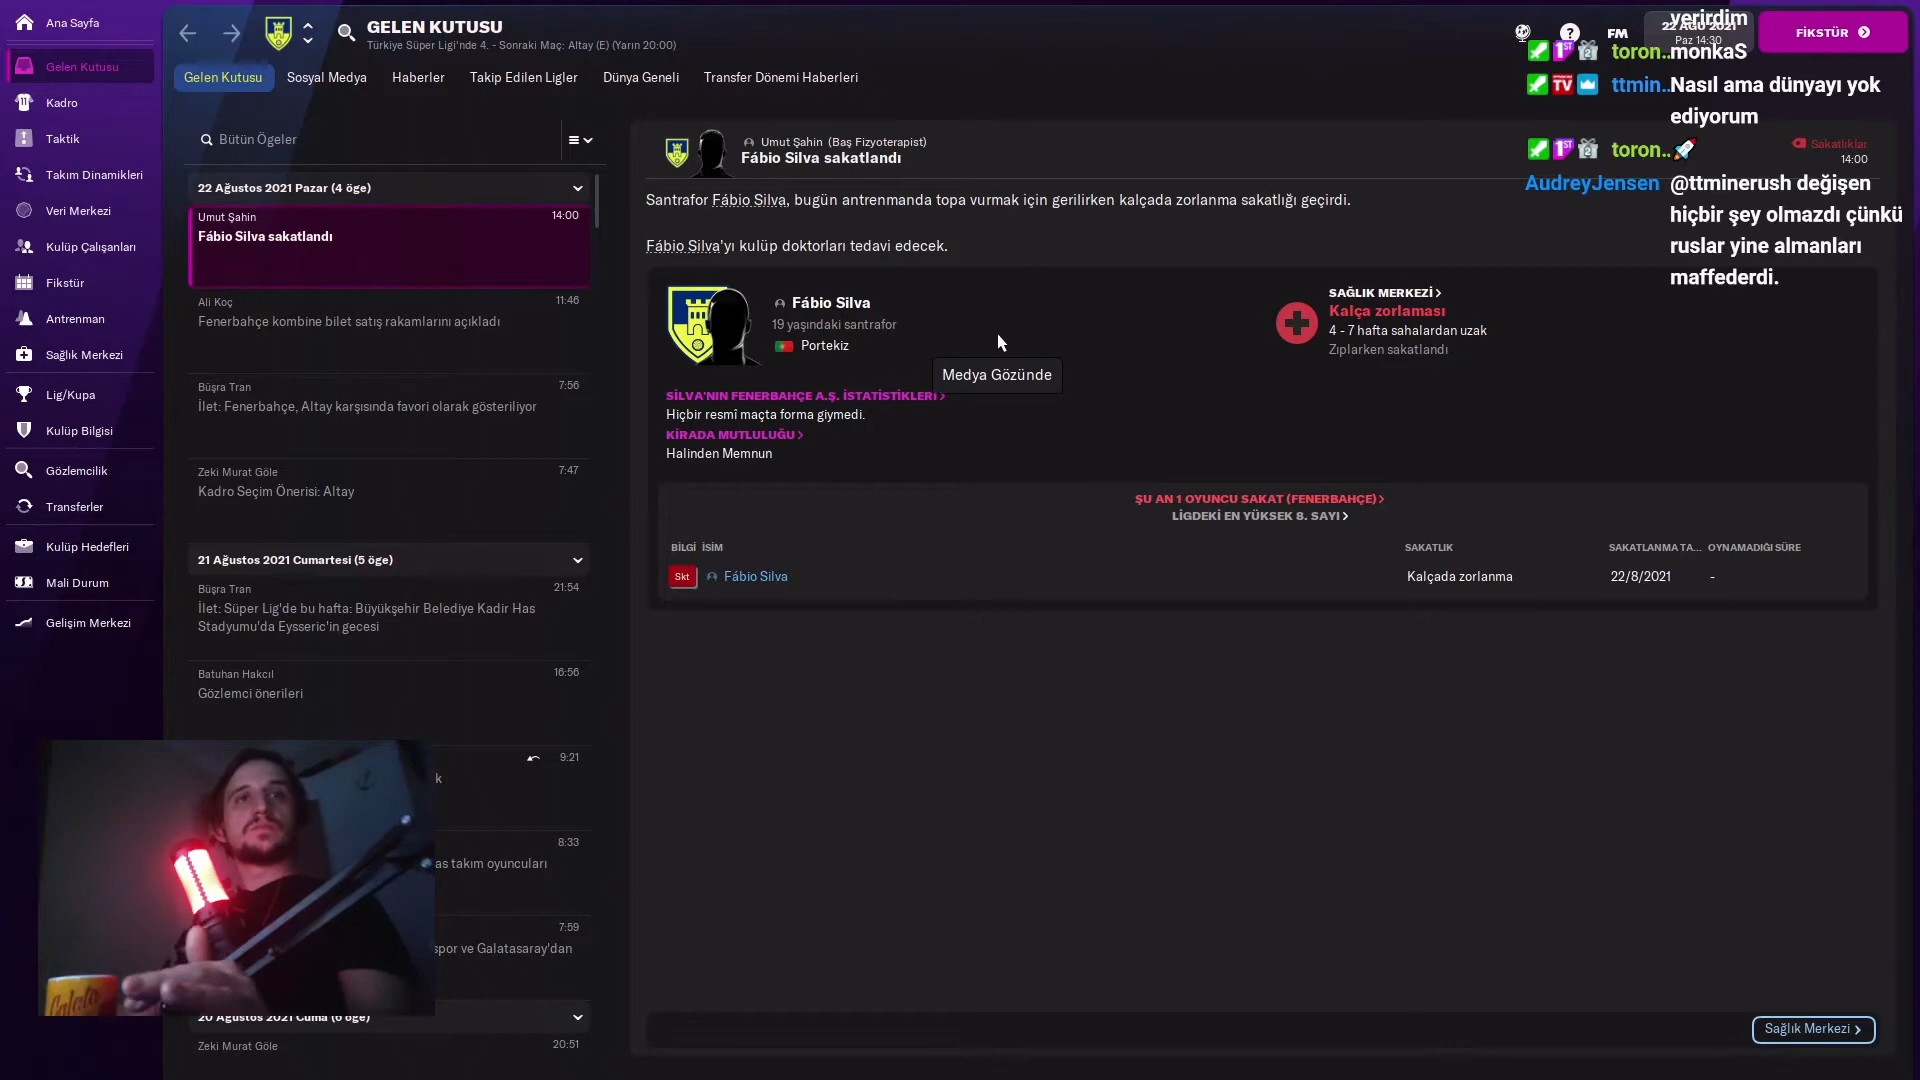 Ana Sayfa
Gelen Kutusu
Kadro
Taktik
Takım Dinamikleri
Veri Merkezi
Kulüp Çalışanları
Fikstür
Antrenman
Sağlık Merkezi
Lig/Kupa
Kulüp Bilgisi
Gözlemcilik
Transferler
Kulüp Hedefleri
Mali Durum
Gelişim Merkezi
GELEN KUTUSU
Türkiye Süper Ligi'nde 4. - Sonraki Maç: Altay (E) (Yarın 20:00)
FM
22 AĞU 2021
Paz 14:30
FİKSTÜR
Gelen Kutusu Sosyal Medya Haberler Takip Edilen Ligler Dünya Geneli Transfer Dönemi Haberleri
Bütün Ögeler
22 Ağustos 2021 Pazar (4 öge)
Umut Şahin 14:00
Fábio Silva sakatlandı
Ali Koç 11:46
Fenerbahçe kombine bilet satış rakamlarını açıkladı
Büşra Tran 7:56
İlet: Fenerbahçe, Altay karşısında favori olarak gösteriliyor
Zeki Murat Göle 7:47
Kadro Seçim Önerisi: Altay
21 Ağustos 2021 Cumartesi (5 öge)
Büşra Tran 21:54
İlet: Süper Lig'de bu hafta: Büyükşehir Belediye Kadir Has
Stadyumu'da Eysseric'in gecesi
Batuhan Hakcıl 16:56
Gözlemci önerileri
9:21
k
8:33
as takım oyuncuları
7:59
spor ve Galatasaray'dan
20 Ağustos 2021 Cuma (6 öge)
Zeki Murat Göle 20:51
Umut Şahin (Baş Fizyoterapist)
Fábio Silva sakatlandı
Sakatlıklar
14:00
Santrafor Fábio Silva, bugün antrenmanda topa vurmak için gerilirken kalçada zorlanma sakatlığı geçirdi.
Fábio Silva'yı kulüp doktorları tedavi edecek.
Fábio Silva
19 yaşındaki santrafor
Portekiz
Medya Gözünde
SAĞLIK MERKEZİ
Kalça zorlaması
4 - 7 hafta sahalardan uzak
Zıplarken sakatlandı
SİLVA'NIN FENERBAHÇE A.Ş. İSTATİSTİKLERİ
Hiçbir resmî maçta forma giymedi.
KİRADA MUTLULUĞU
Halinden Memnun
ŞU AN 1 OYUNCU SAKAT (FENERBAHÇE)
LİGDEKİ EN YÜKSEK 8. SAYI
BİLGİ İSİM SAKATLIK SAKATLANMA TA... OYNAMADIĞI SÜRE
Skt Fábio Silva Kalçada zorlanma 22/8/2021 -
Sağlık Merkezi
yerirdim
toron.. monkaS
ttmin.. Nasıl ama dünyayı yok
ediyorum
toron..
AudreyJensen @ttminerush değişen
hiçbir şey olmazdı çünkü
ruslar yine almanları
maffederdi.